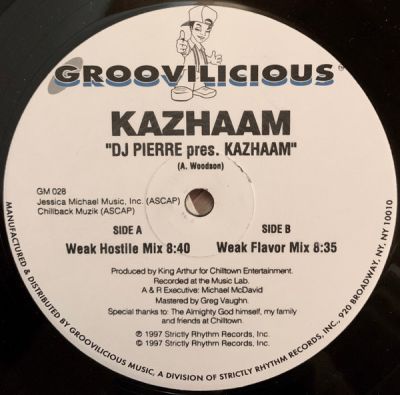 GROOVILICIOUS
KAZHAAM
"DJ PIERRE pres. KAZHAAM"
(A. Woodson)
GM 028
Jessica Michael Music, Inc. (ASCAP)
Chillback Muzik (ASCAP)
SIDE A
Weak Hostile Mix 8:40
SIDE B
Weak Flavor Mix 8:35
Produced by King Arthur for Chilltown Entertainment.
Recorded at the Music Lab.
A & R Executive: Michael McDavid
Mastered by Greg Vaughn.
Special thanks to: The Almighty God himself, my family
and friends at Chilltown.
℗ 1997 Strictly Rhythm Records, Inc.
© 1997 Strictly Rhythm Records, Inc.
MANUFACTURED & DISTRIBUTED BY GROOVILICIOUS MUSIC, A DIVISION OF STRICTLY RHYTHM RECORDS, INC., 920 BROADWAY, NY, NY 10010